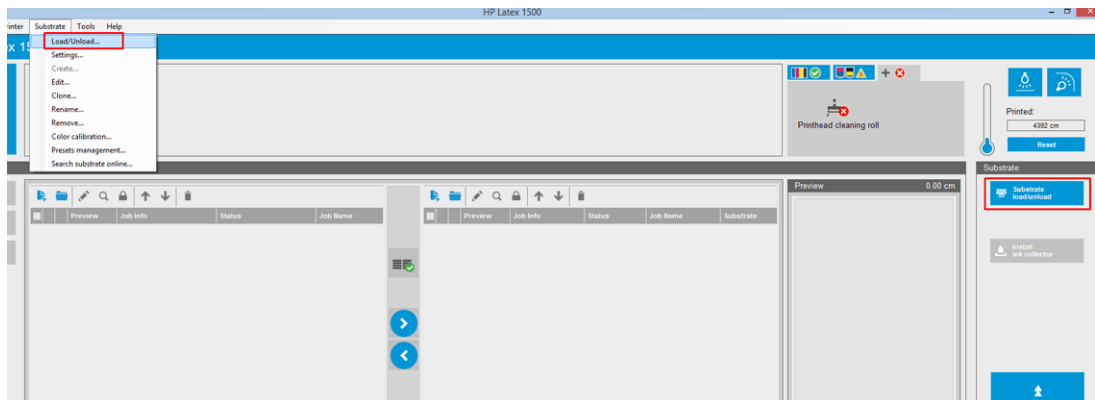 HP Latex 1500
inter Substrate Tools Help
x 1
Load/Unload...
Settings...
Create...
Edit...
Clone...
Rename...
Remove...
Color calibration...
Presets management...
Search substrate online...
Printhead cleaning roll
Printed:
4392 cm
Reset
Substrate:
Substrate
load/unload
Install
ink collector
Preview Job Info Status Job Name
Preview Job Info Status Job Name Substrate
Preview 0.00 cm